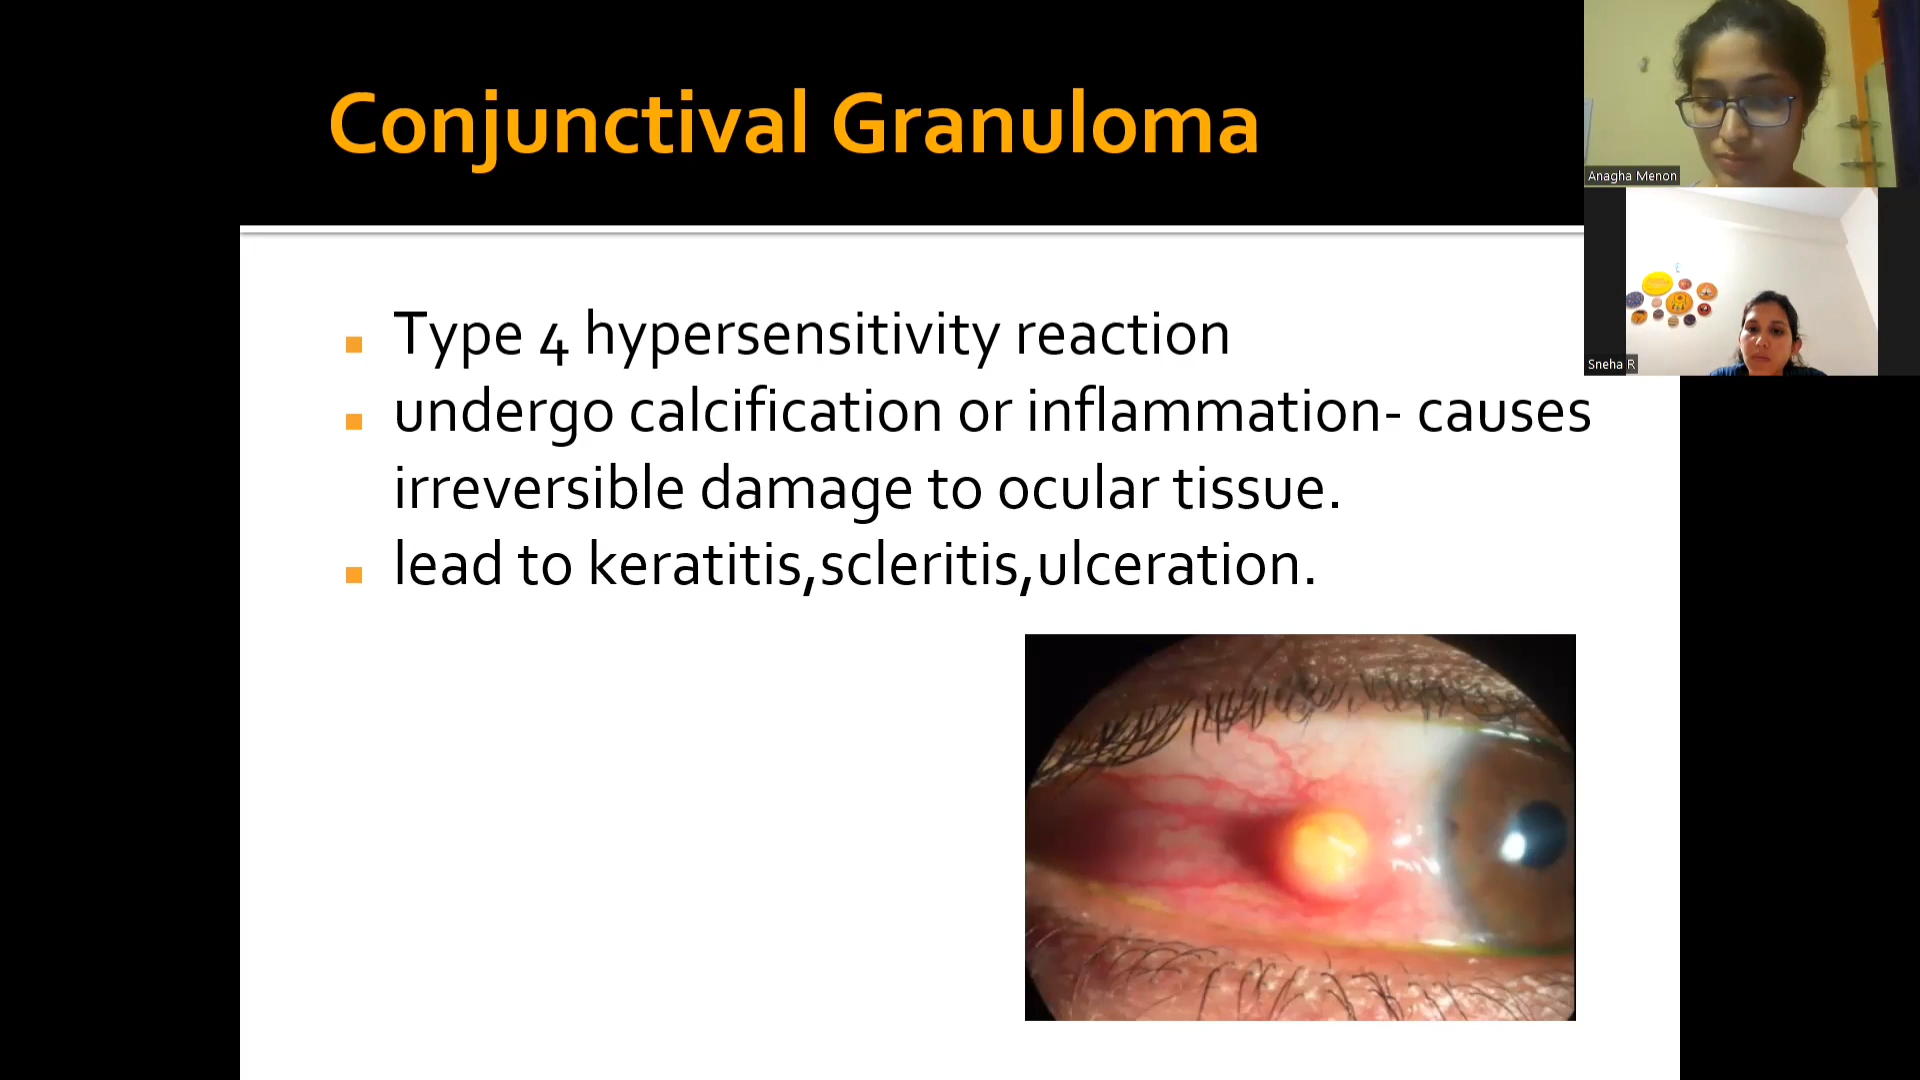 Conjunctival Granuloma
Type 4 hypersensitivity reaction
undergo calcification or inflammation- causes
irreversible damage to ocular tissue.
lead to keratitis,scleritis,ulceration.
Anagha Menon
Sneha R